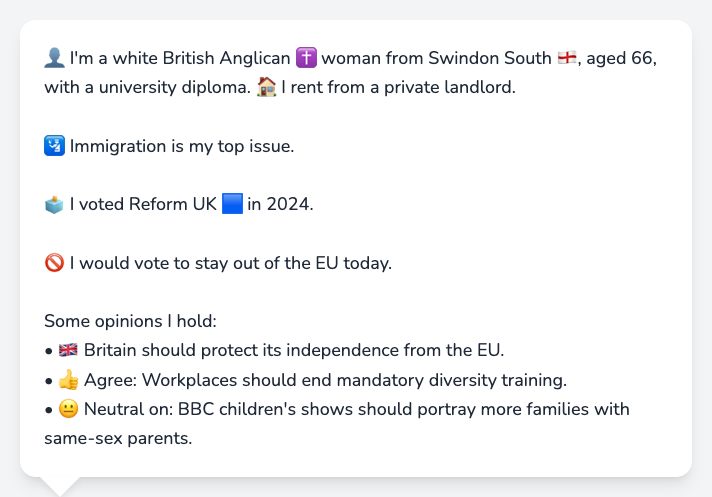 👤 I'm a white British Anglican ✝️ woman from Swindon South 🏴󠁧󠁢󠁥󠁮󠁧󠁿, aged 66,
with a university diploma. 🏠 I rent from a private landlord.
🛂 Immigration is my top issue.
🗳️ I voted Reform UK 🟦 in 2024.
🚫 I would vote to stay out of the EU today.
Some opinions I hold:
• 🇬🇧 Britain should protect its independence from the EU.
• 👍 Agree: Workplaces should end mandatory diversity training.
• 😐 Neutral on: BBC children's shows should portray more families with
same-sex parents.